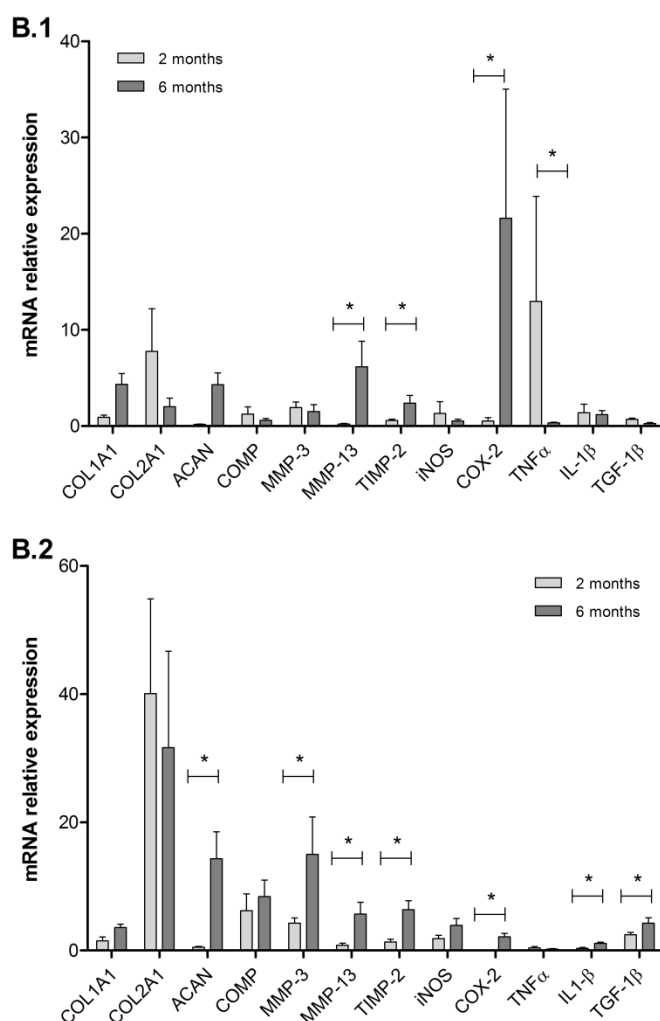 B.1
40
30
20
10
0
mRNA relative expression
2 months
6 months
*
*
*
*
COL1A1
COL2A1
ACAN
COMP
MMP-3
MMP-13
TIMP-2
iNOS
COX-2
TNFα
IL-1β
TGF-1β
B.2
60
40
20
0
mRNA relative expression
2 months
6 months
*
*
*
*
*
*
*
COL1A1
COL2A1
ACAN
COMP
MMP-3
MMP-13
TIMP-2
iNOS
COX-2
TNFα
IL1-β
TGF-1β